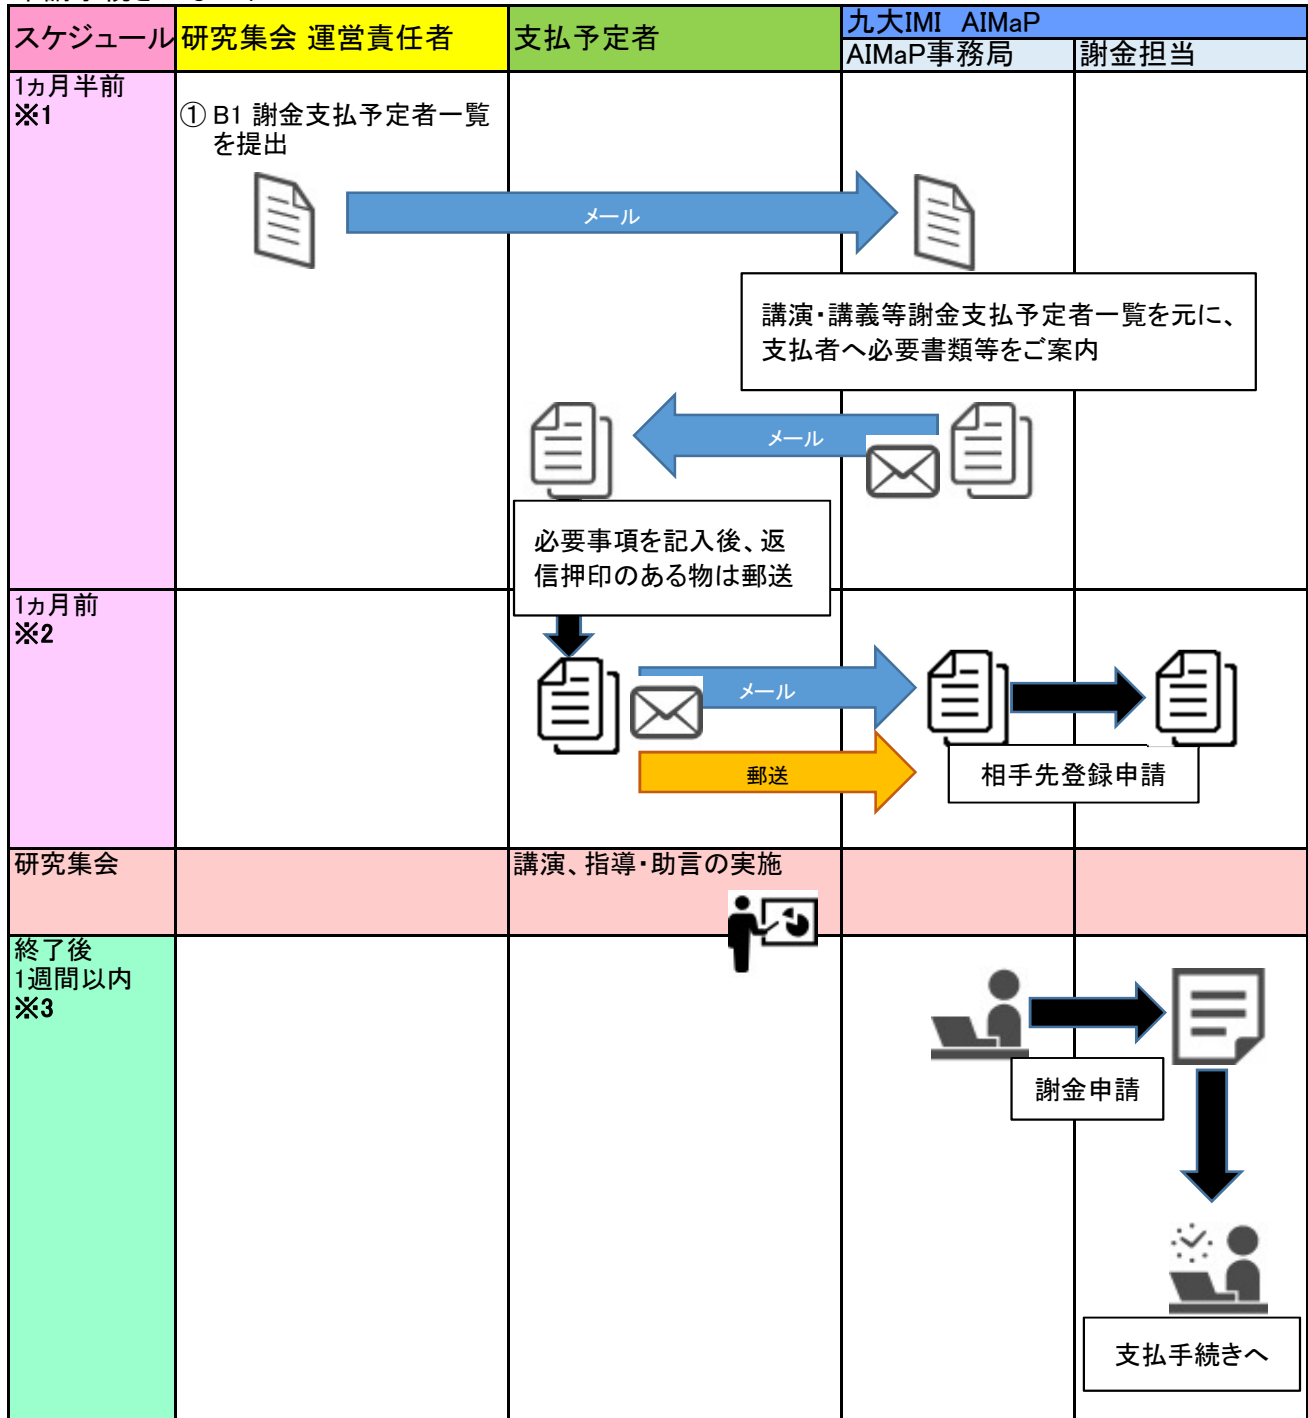 スケジュール
研究集会 運営責任者
支払予定者
九大IMI AIMaP
AIMaP事務局
謝金担当
1ヵ月半前
※1
① B1 謝金支払予定者一覧
を提出
メール
講演・講義等謝金支払予定者一覧を元に、
支払者へ必要書類等をご案内
メール
必要事項を記入後、返
信押印のある物は郵送
1ヵ月前
※2
メール
郵送
相手先登録申請
研究集会
講演、指導・助言の実施
終了後
1週間以内
※3
謝金申請
支払手続きへ